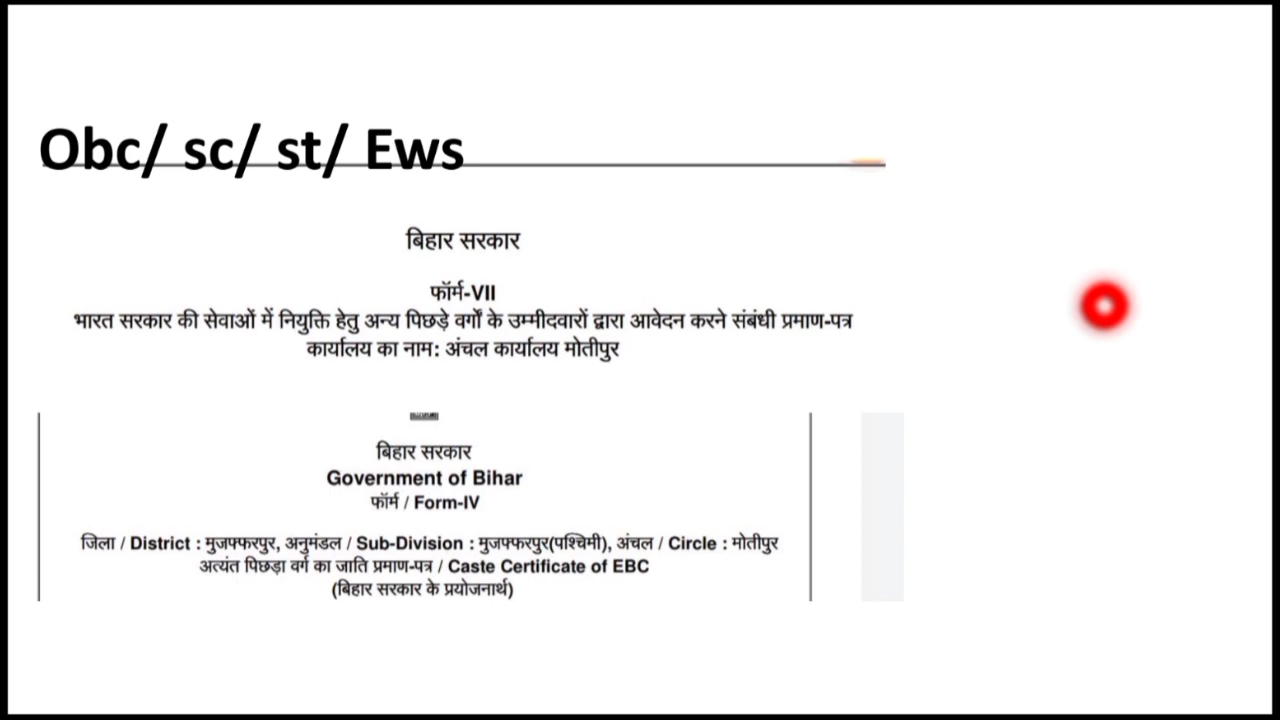 Obc/ sc/ st/ Ews
बिहार सरकार
फॉर्म-VII
भारत सरकार की सेवाओं में नियुक्ति हेतु अन्य पिछड़े वर्गों के उम्मीदवारों द्वारा आवेदन करने संबंधी प्रमाण-पत्र
कार्यालय का नाम: अंचल कार्यालय मोतीपुर
बिहार सरकार
Government of Bihar
फॉर्म / Form-IV
जिला / District : मुजफ्फरपुर, अनुमंडल / Sub-Division : मुजफ्फरपुर(पश्चिमी), अंचल / Circle : मोतीपुर
अत्यंत पिछड़ा वर्ग का जाति प्रमाण-पत्र / Caste Certificate of EBC
(बिहार सरकार के प्रयोजनार्थ)